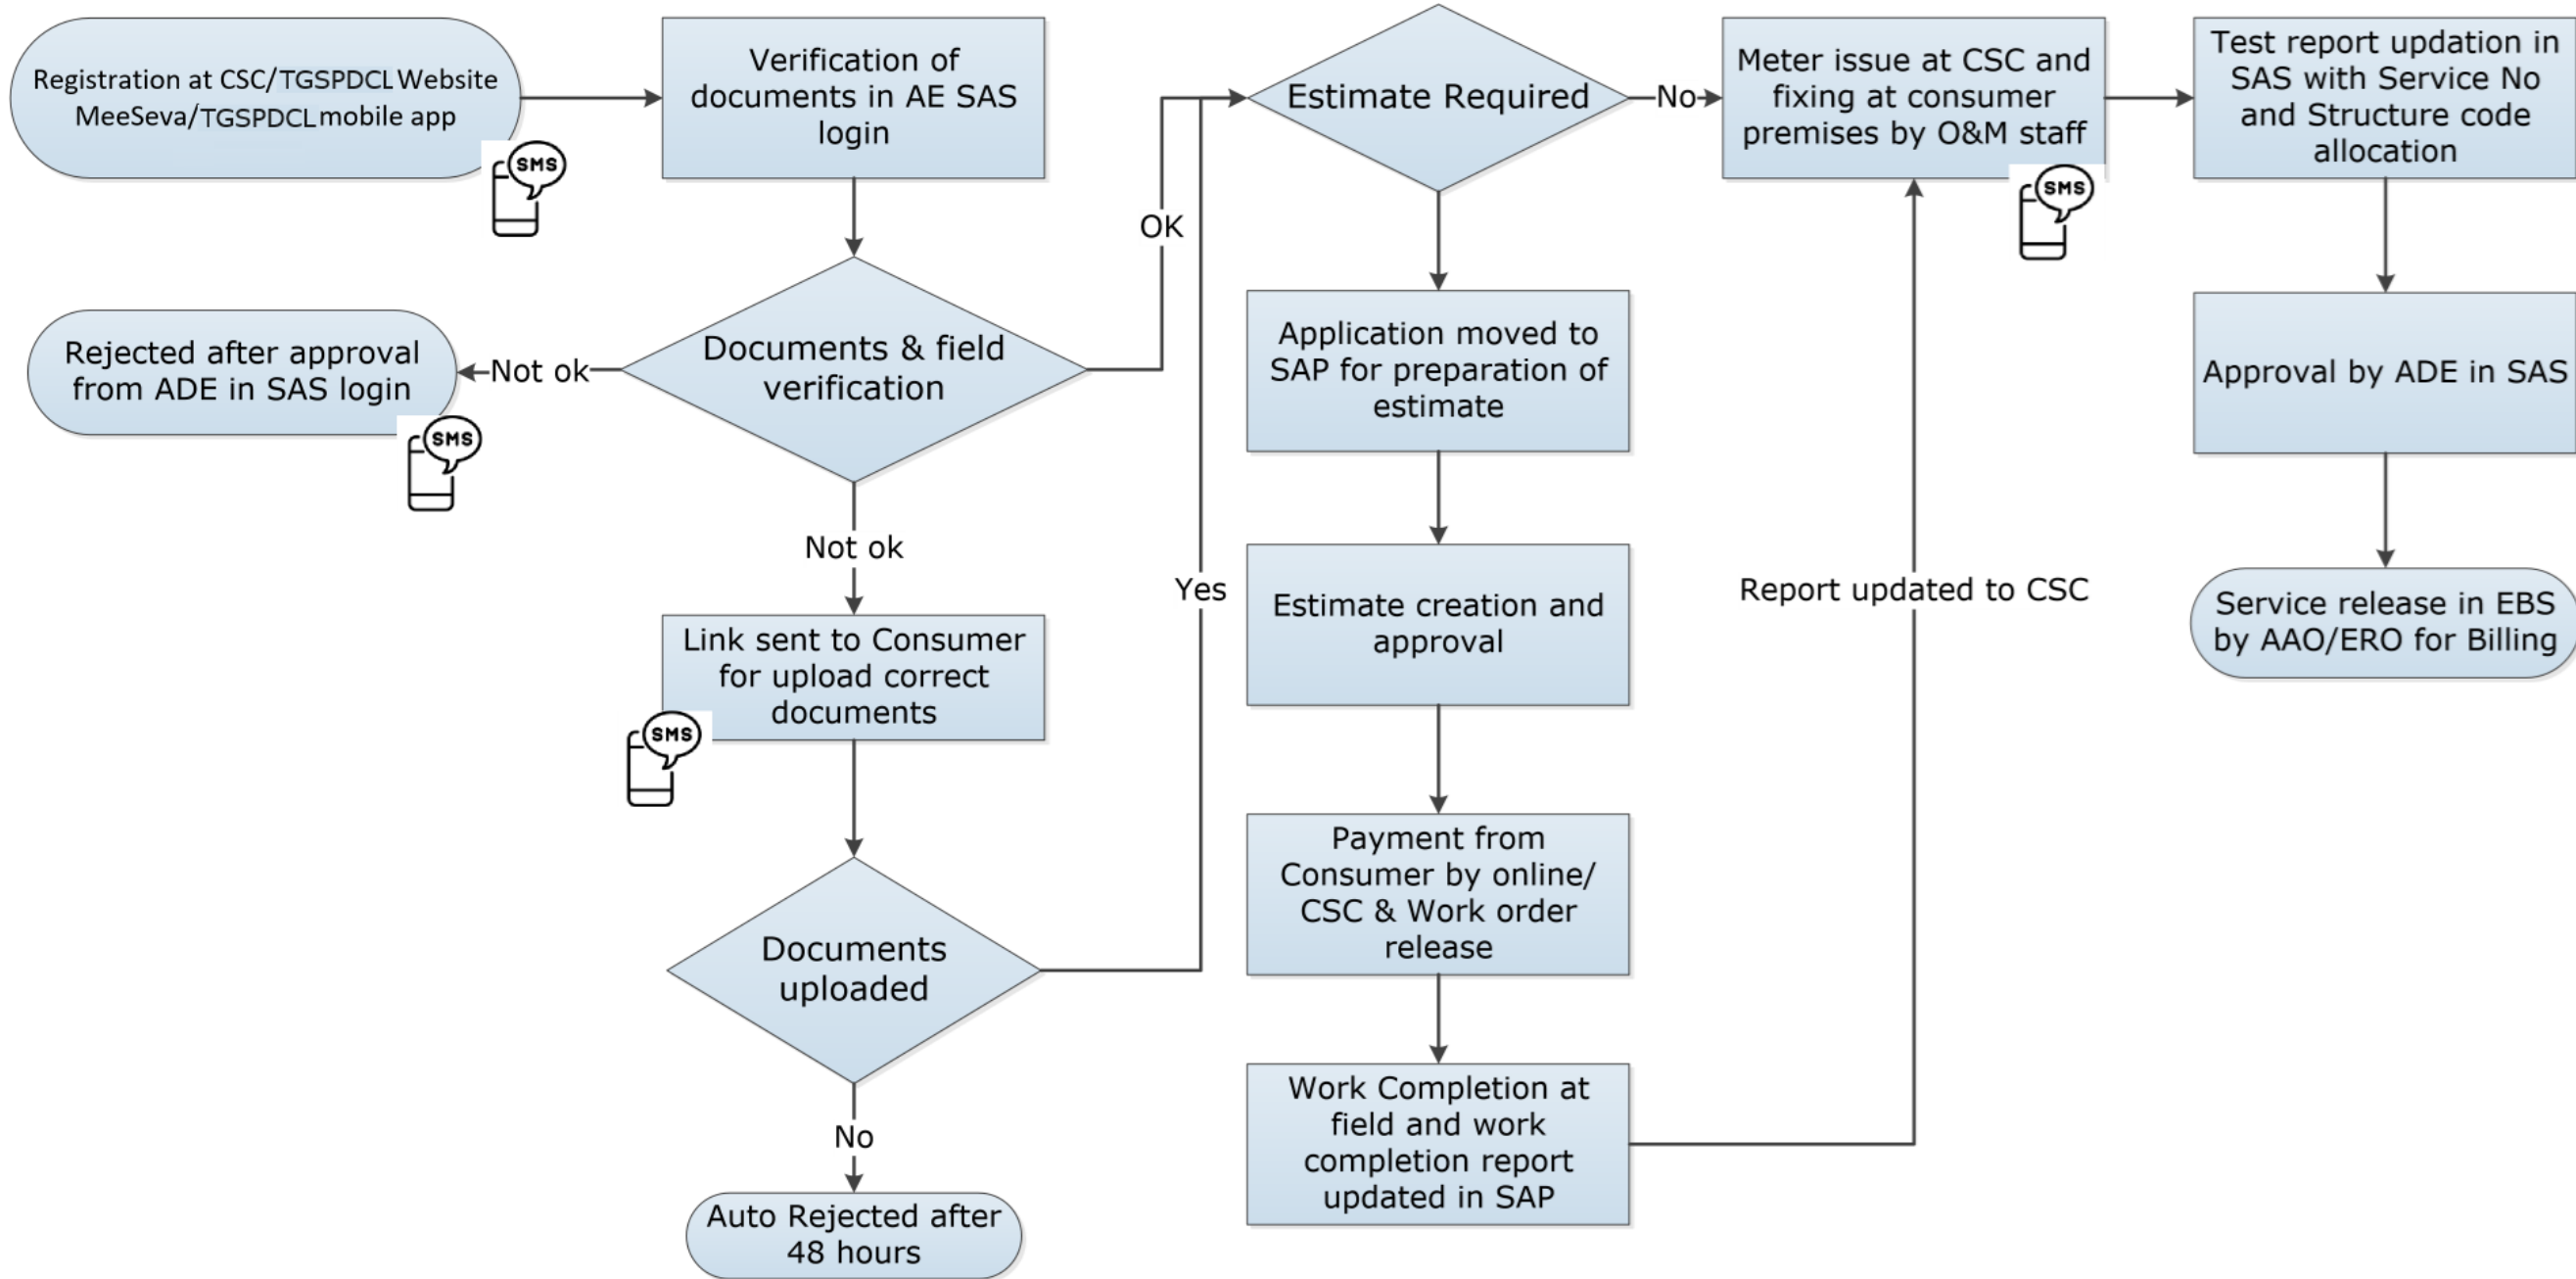 Registration at CSC/TGSPDCL Website
MeeSeva/TGSPDCL mobile app
SMS
Verification of
documents in AE SAS
login
Documents & field
verification
Not ok
Rejected after approval
from ADE in SAS login
SMS
Not ok
Link sent to Consumer
for upload correct
documents
SMS
Documents
uploaded
No
Auto Rejected after
48 hours
OK
Yes
Estimate Required
Application moved to
SAP for preparation of
estimate
Estimate creation and
approval
Payment from
Consumer by online/
CSC & Work order
release
Work Completion at
field and work
completion report
updated in SAP
No
Report updated to CSC
Meter issue at CSC and
fixing at consumer
premises by O&M staff
SMS
Test report updation in
SAS with Service No
and Structure code
allocation
Approval by ADE in SAS
Service release in EBS
by AAO/ERO for Billing